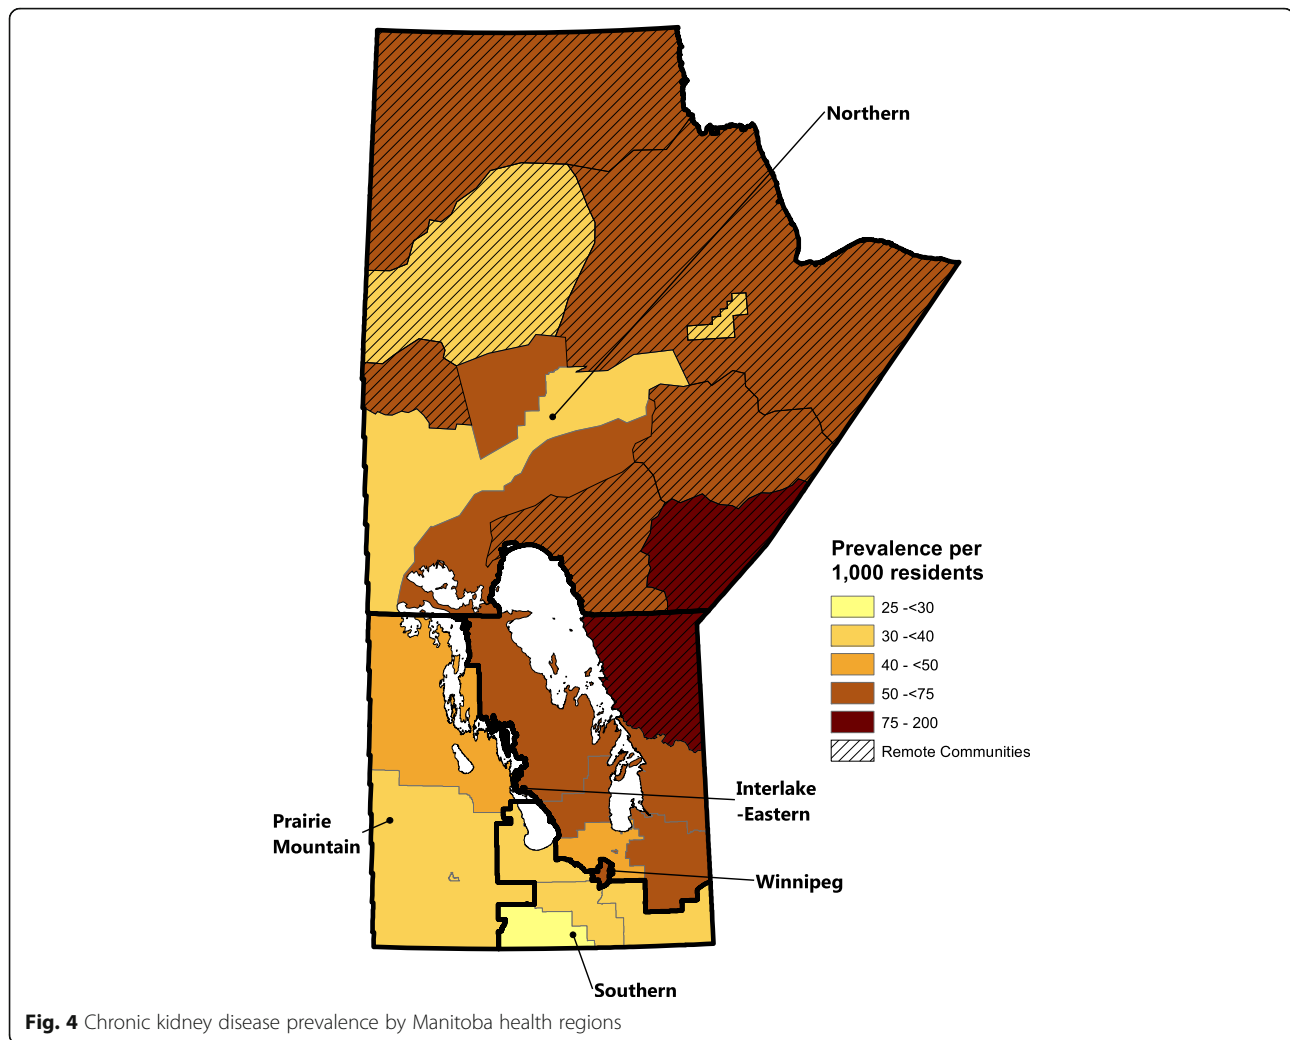 Northern
Prevalence per
1,000 residents
25 -<30
30 -<40
40 - <50
50 -<75
75 - 200
Remote Communities
Interlake
-Eastern
Prairie
Mountain
Winnipeg
Southern
Fig. 4 Chronic kidney disease prevalence by Manitoba health regions